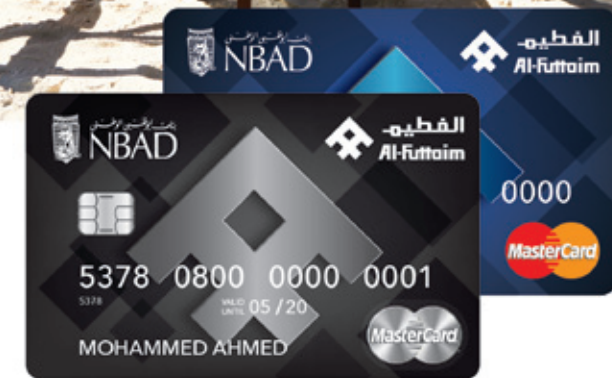 بنك أبوظبي الوطني
NBAD
الفطيم
Al-Futtaim
0000
MasterCard
بنك أبوظبي الوطني
NBAD
الفطيم
Al-Futtaim
5378 0800 0000 0001
5378
VALID UNTIL 05 / 20
MOHAMMED AHMED
MasterCard